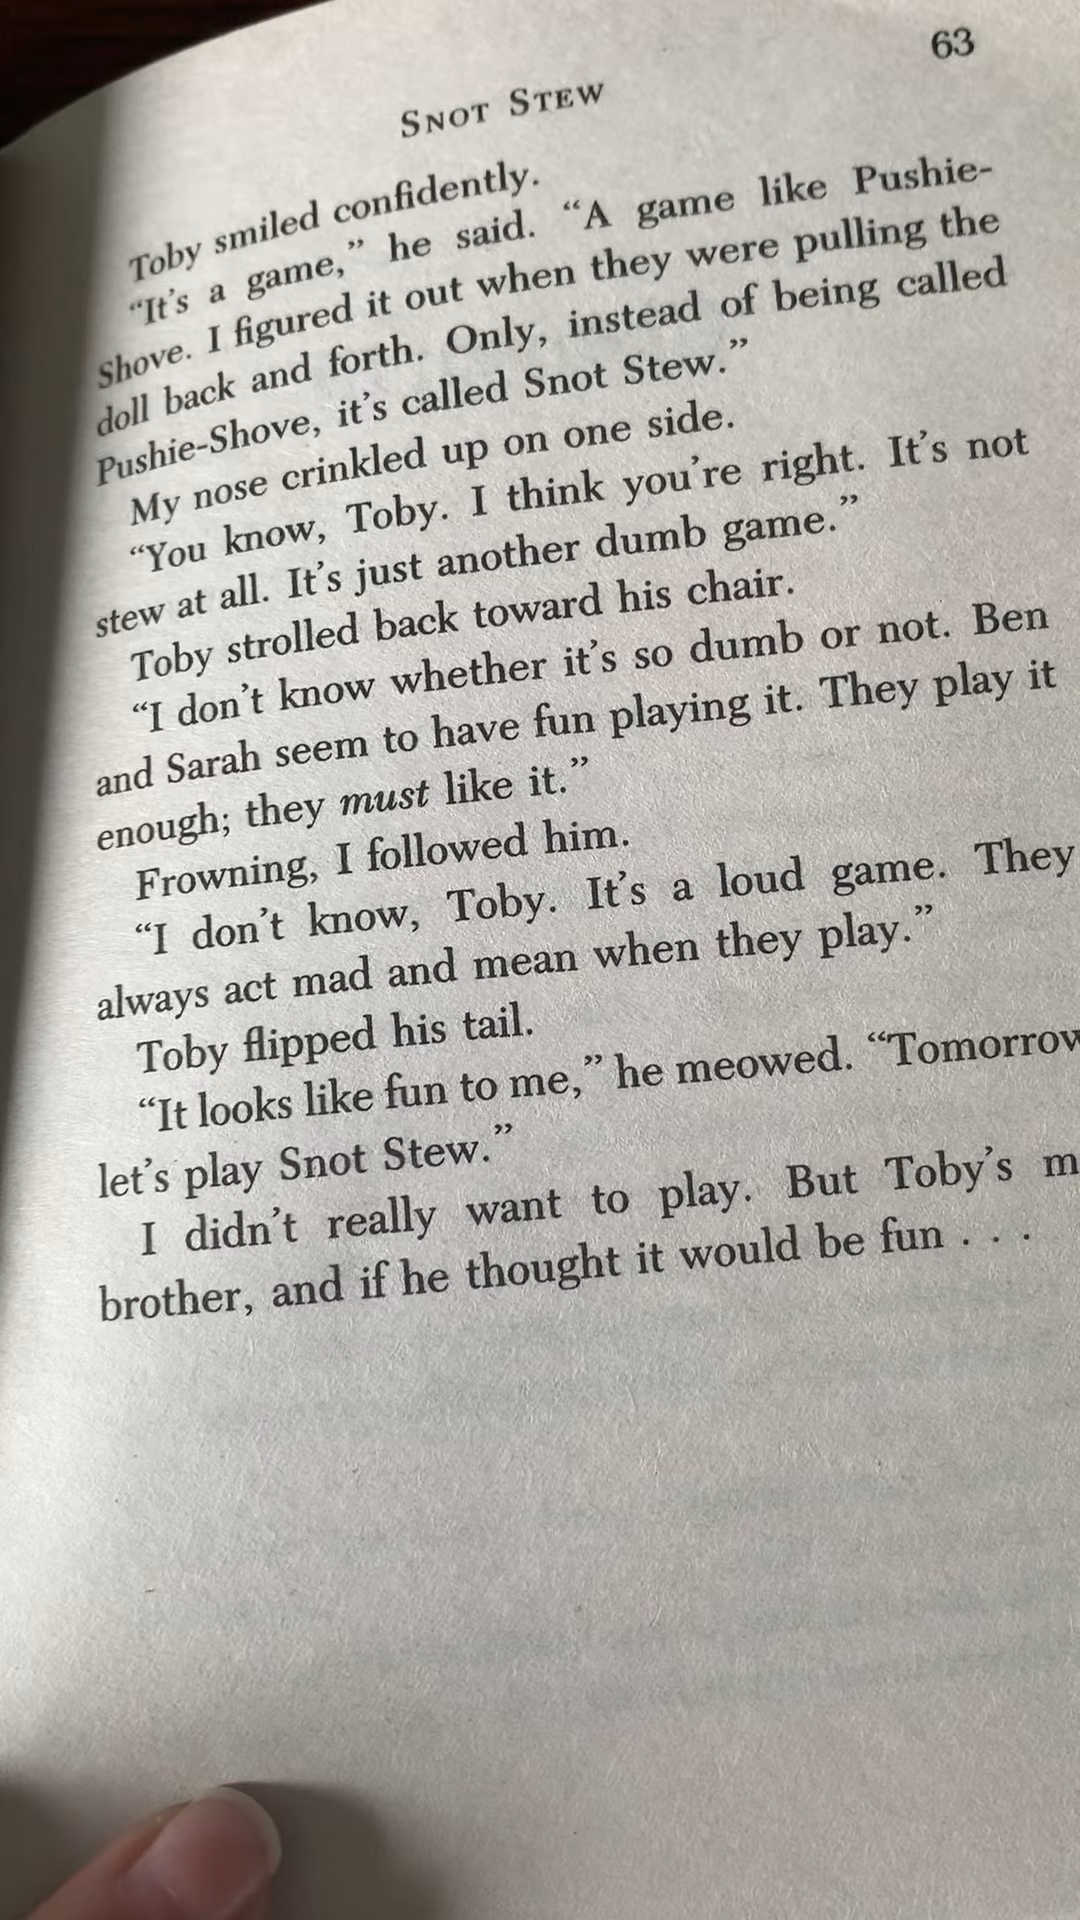 63
SNOT STEW
Toby smiled confidently.
“It’s a game,” he said. “A game like Pushie-
Shove. I figured it out when they were pulling the
doll back and forth. Only, instead of being called
Pushie-Shove, it’s called Snot Stew.”
My nose crinkled up on one side.
“You know, Toby. I think you’re right. It’s not
stew at all. It’s just another dumb game.”
Toby strolled back toward his chair.
“I don’t know whether it’s so dumb or not. Ben
and Sarah seem to have fun playing it. They play it
enough; they must like it.”
Frowning, I followed him.
“I don’t know, Toby. It’s a loud game. They
always act mad and mean when they play.”
Toby flipped his tail.
“It looks like fun to me,” he meowed. “Tomorrow
let’s play Snot Stew.”
I didn’t really want to play. But Toby’s m
brother, and if he thought it would be fun . . .